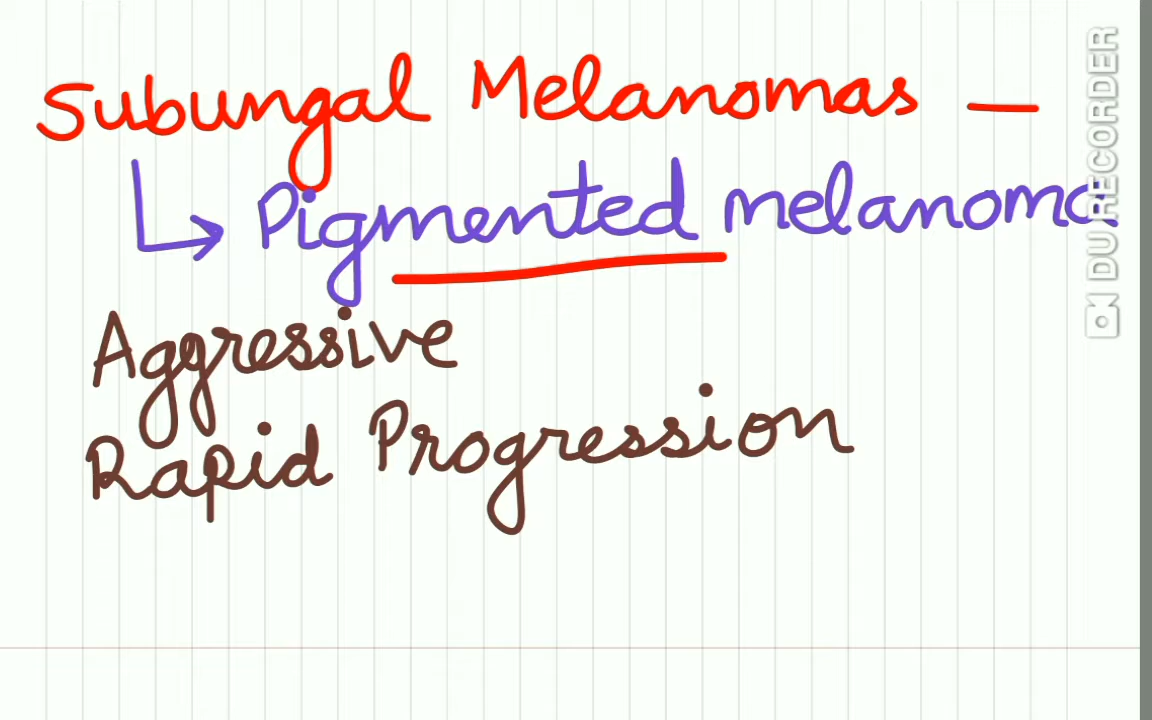 Subungal Melanomas —
↳ Pigmented melanoma
Aggressive
Rapid Progression
DU RECORDER